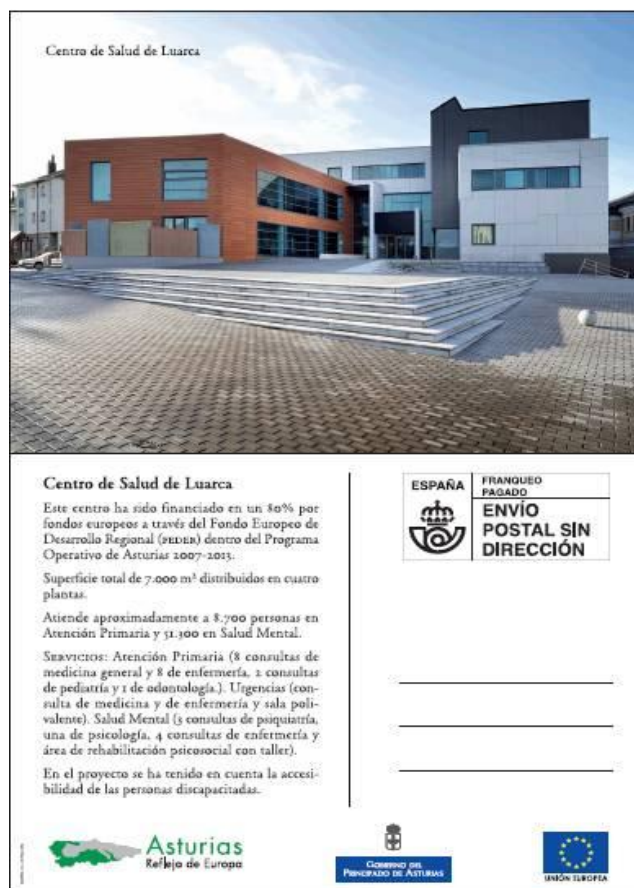 Centro de Salud de Luarca
Centro de Salud de Luarca
Este centro ha sido financiado en un 80% por
fondos europeos a través del Fondo Europeo de
Desarrollo Regional (FEDER) dentro del Programa
Operativo de Asturias 2007-2013.
Superficie total de 7.000 m² distribuidos en cuatro
plantas.
Atiende aproximadamente a 8.700 personas en
Atención Primaria y 51.300 en Salud Mental.
SERVICIOS: Atención Primaria (8 consultas de
medicina general y 8 de enfermería, 2 consultas
de pediatría y 1 de odontología.). Urgencias (con-
sulta de medicina y de enfermería y sala poli-
valente). Salud Mental (3 consultas de psiquiatría,
una de psicología, 4 consultas de enfermería y
área de rehabilitación psicosocial con taller).
En el proyecto se ha tenido en cuenta la accesi-
bilidad de las personas discapacitadas.
ESPAÑA
FRANQUEO
PAGADO
ENVÍO
POSTAL SIN
DIRECCIÓN
Asturias
Reflejo de Europa
GOBIERNO DEL
PRINCIPADO DE ASTURIAS
UNIÓN EUROPEA